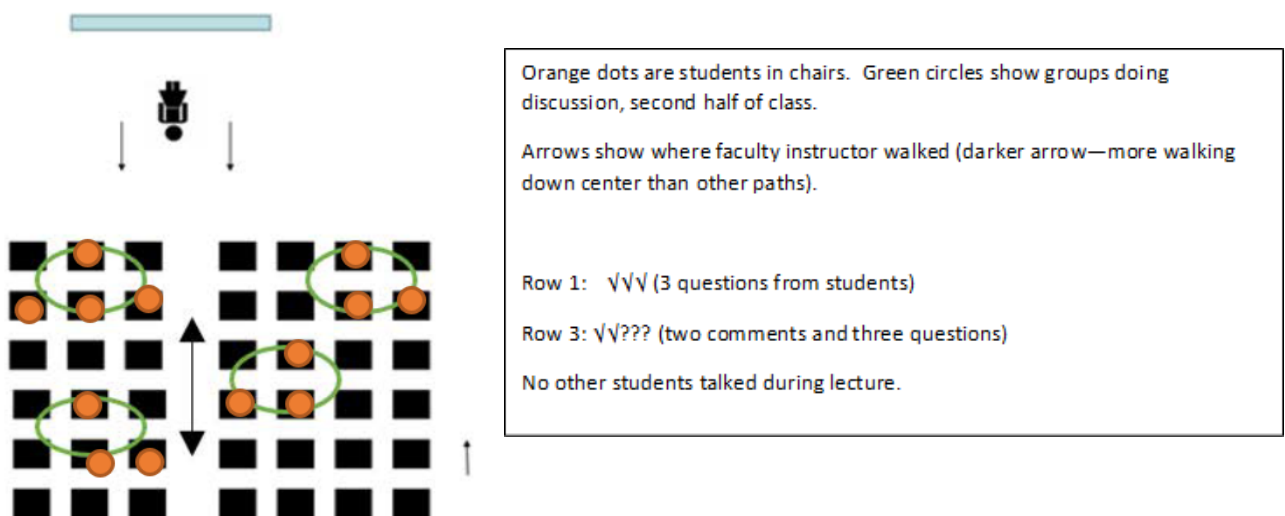 Orange dots are students in chairs.  Green circles show groups doing
discussion, second half of class.
Arrows show where faculty instructor walked (darker arrow—more walking
down center than other paths).
Row 1:   √√√ (3 questions from students)
Row 3: √√??? (two comments and three questions)
No other students talked during lecture.